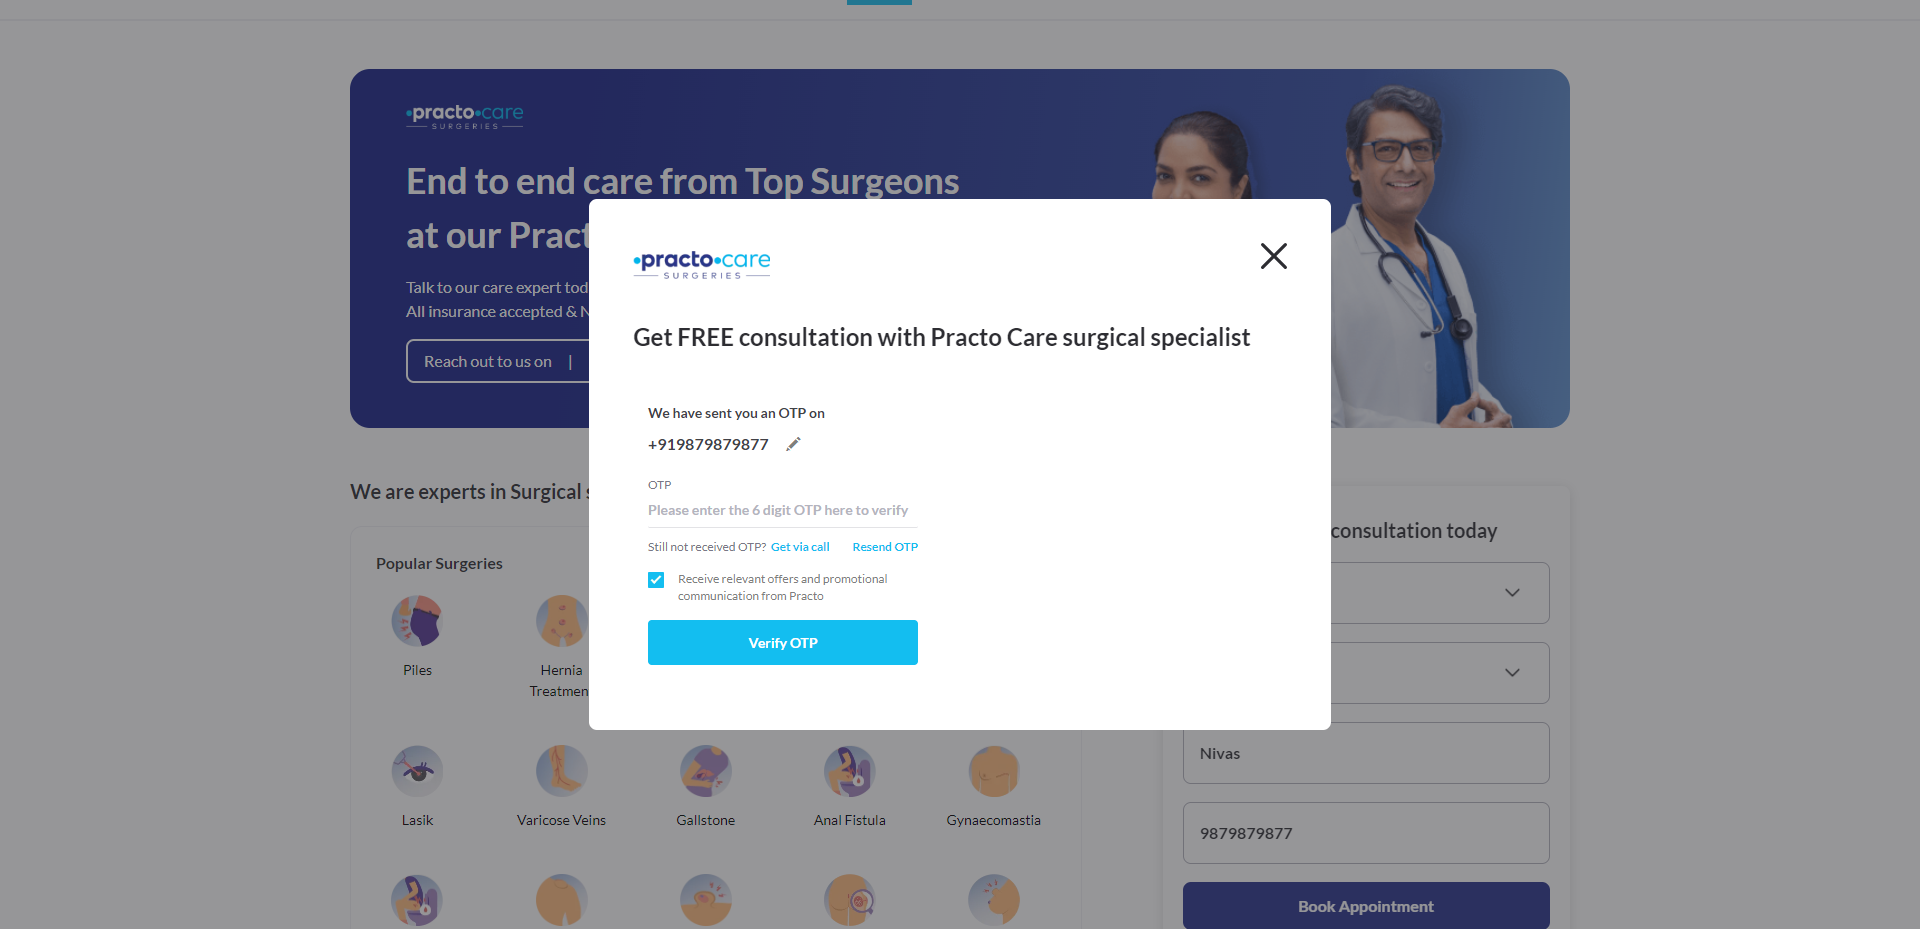 practo care
SURGERIES
End to end care from Top Surgeons
at our Pract
Talk to our care expert tod
All insurance accepted & N
Reach out to us on |
practo care
SURGERIES
Get FREE consultation with Practo Care surgical specialist
We have sent you an OTP on
+919879879877
OTP
Please enter the 6 digit OTP here to verify
Still not received OTP? Get via call Resend OTP
Receive relevant offers and promotional
communication from Practo
Verify OTP
We are experts in Surgical s
Popular Surgeries
Piles
Hernia
Treatmen
Lasik
Varicose Veins
Gallstone
Anal Fistula
Gynaecomastia
consultation today
Nivas
9879879877
Book Appointment